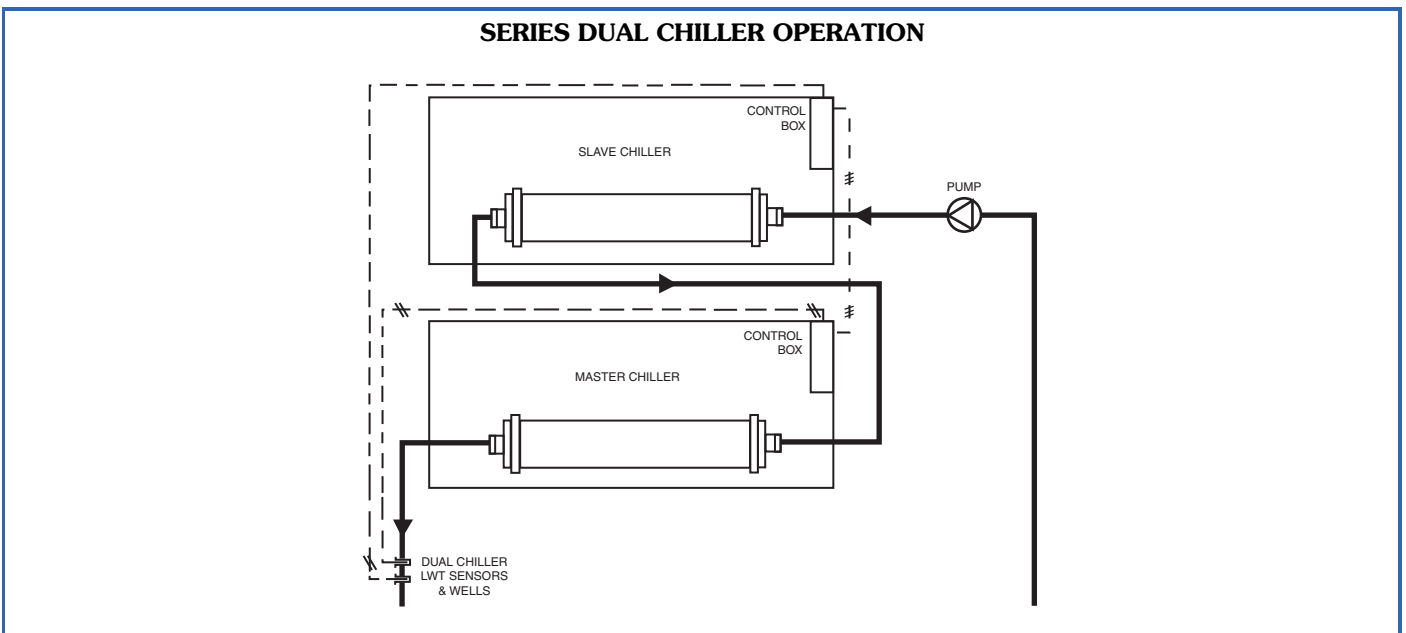 SERIES DUAL CHILLER OPERATION
CONTROL
BOX
SLAVE CHILLER
PUMP
CONTROL
BOX
MASTER CHILLER
DUAL CHILLER
LWT SENSORS
& WELLS